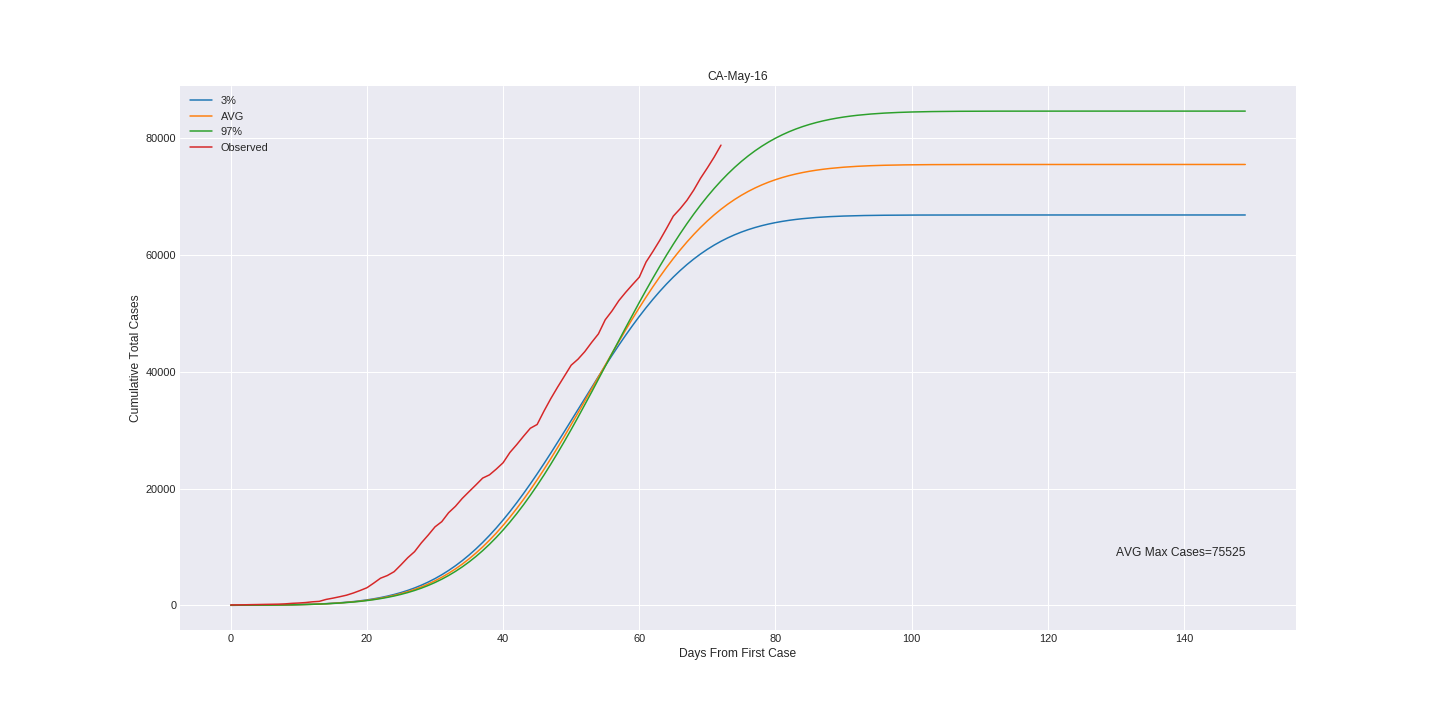 CA-May-16
3%
AVG
97%
Observed
80000
60000
40000
20000
0
Cumulative Total Cases
AVG Max Cases=75525
0 20 40 60 80 100 120 140
Days From First Case